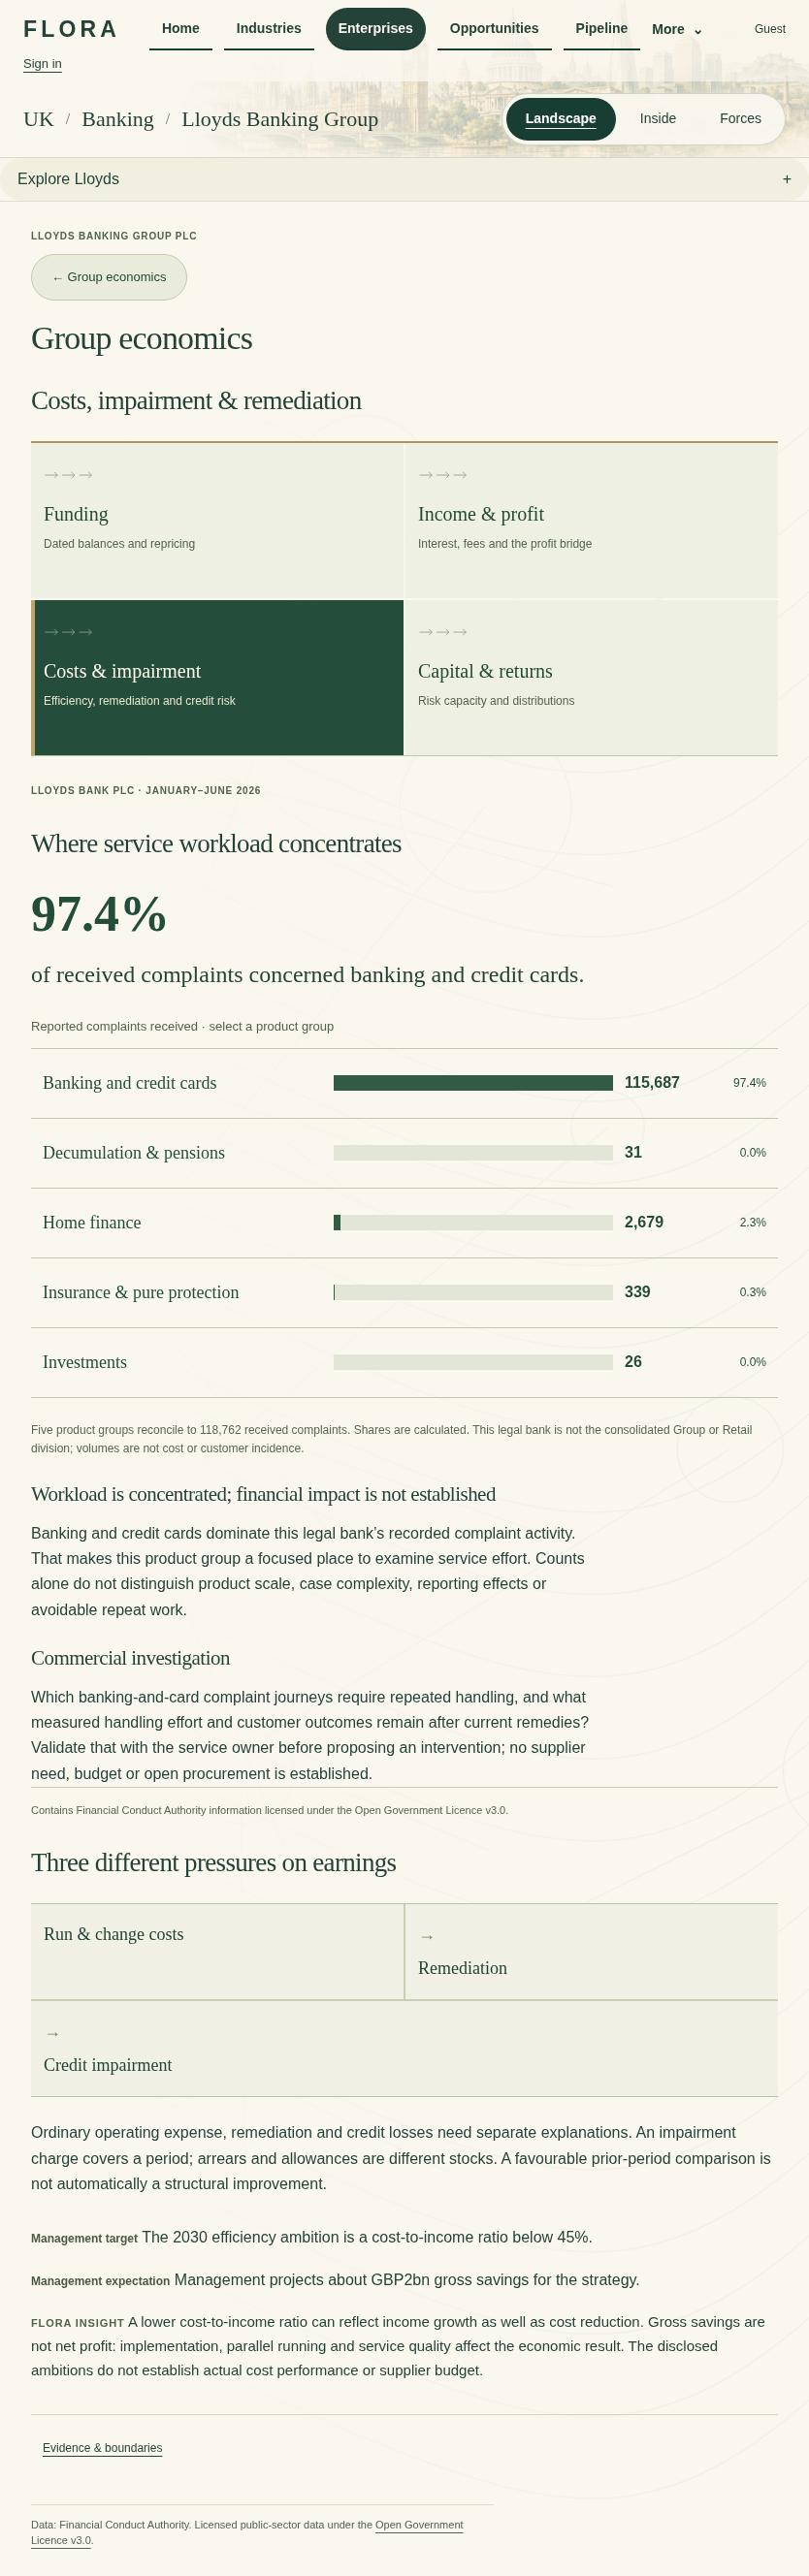 FLORA
Home
Industries
Enterprises
Opportunities
Pipeline
More ⌄
Guest
Sign in
UK / Banking / Lloyds Banking Group
Landscape
Inside
Forces
Explore Lloyds +
LLOYDS BANKING GROUP PLC
← Group economics
Group economics
Costs, impairment & remediation
→→→
Funding
Dated balances and repricing
→→→
Income & profit
Interest, fees and the profit bridge
→→→
Costs & impairment
Efficiency, remediation and credit risk
→→→
Capital & returns
Risk capacity and distributions
LLOYDS BANK PLC · JANUARY–JUNE 2026
Where service workload concentrates
97.4%
of received complaints concerned banking and credit cards.
Reported complaints received · select a product group
Banking and credit cards 115,687 97.4%
Decumulation & pensions 31 0.0%
Home finance 2,679 2.3%
Insurance & pure protection 339 0.3%
Investments 26 0.0%
Five product groups reconcile to 118,762 received complaints. Shares are calculated. This legal bank is not the consolidated Group or Retail
division; volumes are not cost or customer incidence.
Workload is concentrated; financial impact is not established
Banking and credit cards dominate this legal bank’s recorded complaint activity.
That makes this product group a focused place to examine service effort. Counts
alone do not distinguish product scale, case complexity, reporting effects or
avoidable repeat work.
Commercial investigation
Which banking-and-card complaint journeys require repeated handling, and what
measured handling effort and customer outcomes remain after current remedies?
Validate that with the service owner before proposing an intervention; no supplier
need, budget or open procurement is established.
Contains Financial Conduct Authority information licensed under the Open Government Licence v3.0.
Three different pressures on earnings
Run & change costs
→
Remediation
→
Credit impairment
Ordinary operating expense, remediation and credit losses need separate explanations. An impairment
charge covers a period; arrears and allowances are different stocks. A favourable prior-period comparison is
not automatically a structural improvement.
Management target The 2030 efficiency ambition is a cost-to-income ratio below 45%.
Management expectation Management projects about GBP2bn gross savings for the strategy.
FLORA INSIGHT A lower cost-to-income ratio can reflect income growth as well as cost reduction. Gross savings are
not net profit: implementation, parallel running and service quality affect the economic result. The disclosed
ambitions do not establish actual cost performance or supplier budget.
Evidence & boundaries
Data: Financial Conduct Authority. Licensed public-sector data under the Open Government
Licence v3.0.